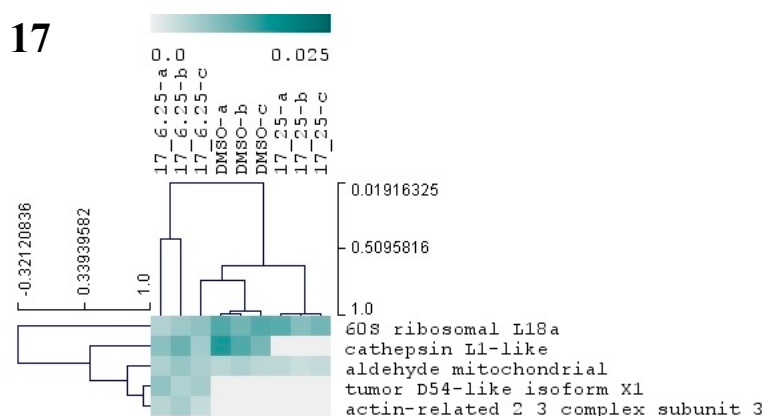 17
0.0 0.025
17_6.25-a
17_6.25-b
17_6.25-c
DMSO-a
DMSO-b
DMSO-c
17_25-a
17_25-b
17_25-c
0.01916325
0.5095816
1.0
-0.32120836
0.33939582
1.0
60S ribosomal L18a
cathepsin L1-like
aldehyde mitochondrial
tumor D54-like isoform X1
actin-related 2 3 complex subunit 3